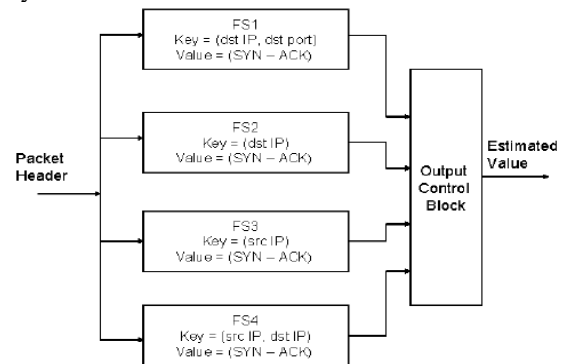 FS1
Key = (dst IP, dst port)
Value = (SYN – ACK)
FS2
Key = (dst IP)
Value = (SYN – ACK)
Packet
Header
FS3
Key = (src IP)
Value = (SYN – ACK)
FS4
Key = (src IP, dst IP)
Value = (SYN – ACK)
Output
Control
Block
Estimated
Value